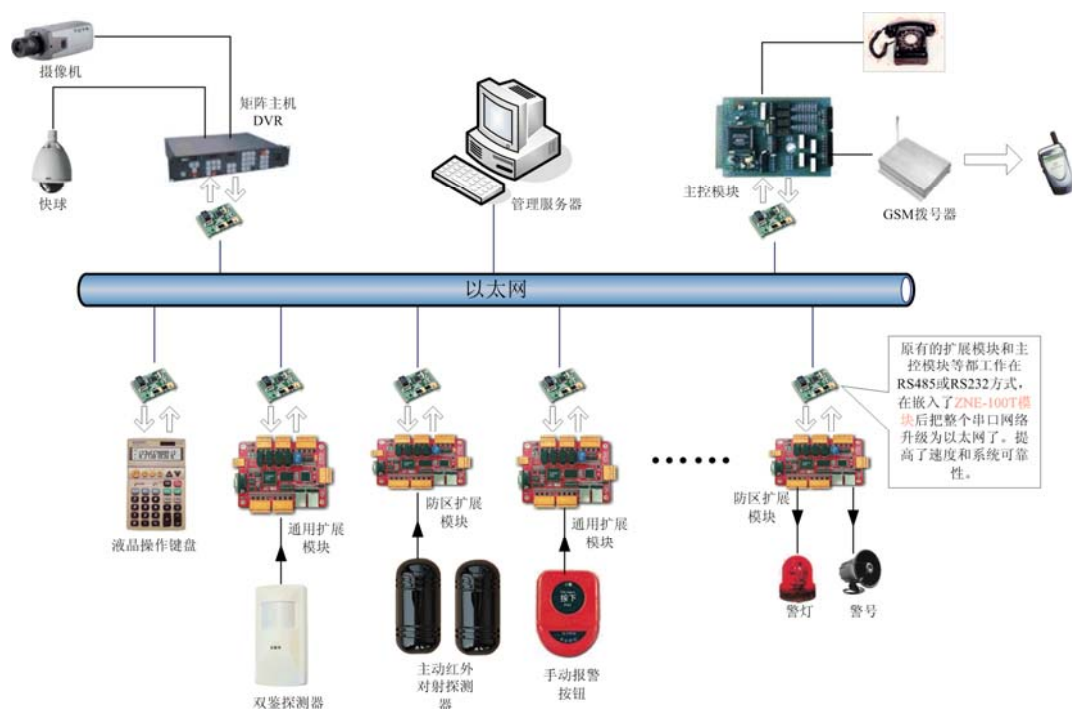 摄像机
矩阵主机
DVR
快球
管理服务器
主控模块
GSM拨号器
以太网
原有的扩展模块和主
控模块等都工作在
RS485或RS232方式，
在嵌入了ZNE-100T模
块后把整个串口网络
升级为以太网了。提
高了速度和系统可靠
性。
液晶操作键盘
通用扩展
模块
防区扩展
模块
通用扩展
模块
防区扩展
模块
双鉴探测器
主动红外
对射探测
器
按下
手动报警
按钮
警灯
警号